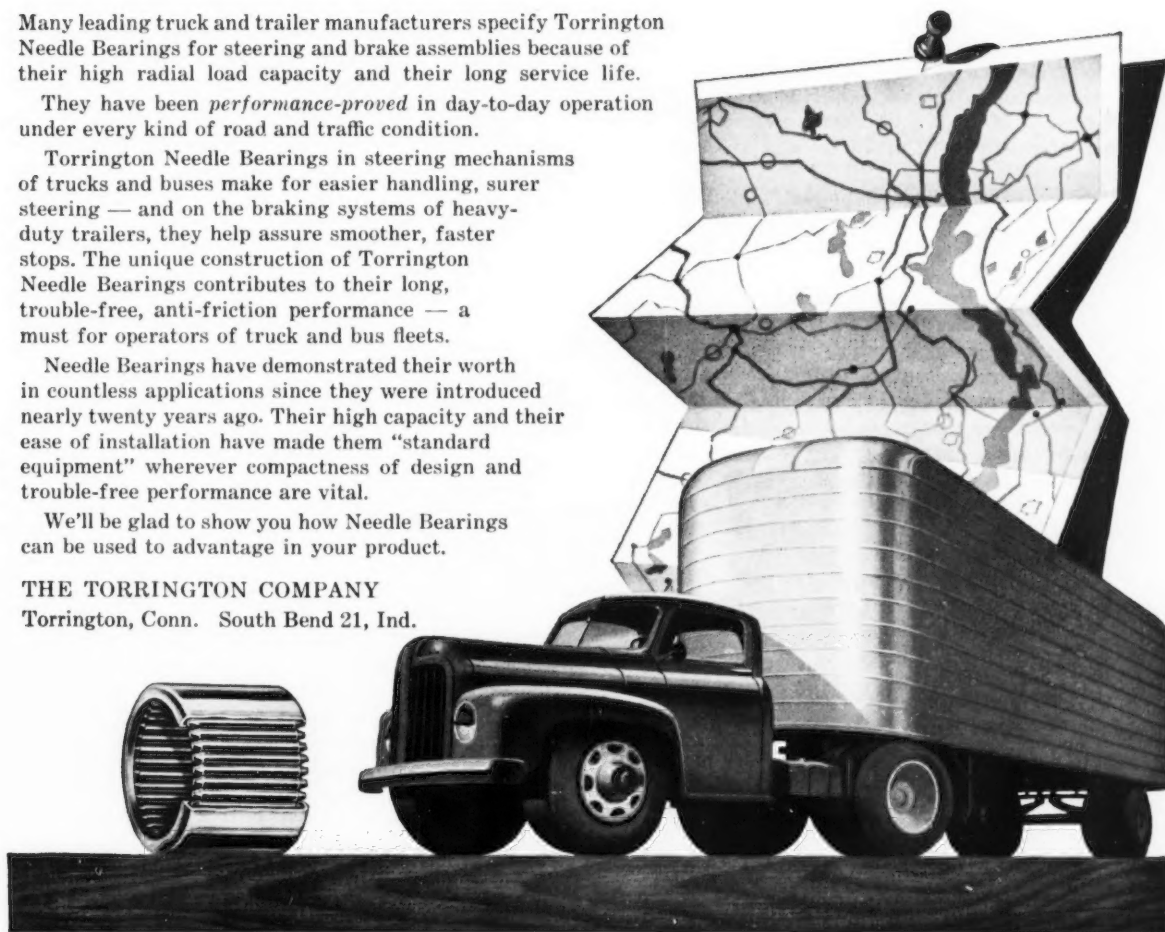 Many leading truck and trailer manufacturers specify Torrington
Needle Bearings for steering and brake assemblies because of
their high radial load capacity and their long service life.
They have been performance-proved in day-to-day operation
under every kind of road and traffic condition.
Torrington Needle Bearings in steering mechanisms
of trucks and buses make for easier handling, surer
steering — and on the braking systems of heavy-
duty trailers, they help assure smoother, faster
stops. The unique construction of Torrington
Needle Bearings contributes to their long,
trouble-free, anti-friction performance — a
must for operators of truck and bus fleets.
Needle Bearings have demonstrated their worth
in countless applications since they were introduced
nearly twenty years ago. Their high capacity and their
ease of installation have made them “standard
equipment” wherever compactness of design and
trouble-free performance are vital.
We'll be glad to show you how Needle Bearings
can be used to advantage in your product.
THE TORRINGTON COMPANY
Torrington, Conn. South Bend 21, Ind.